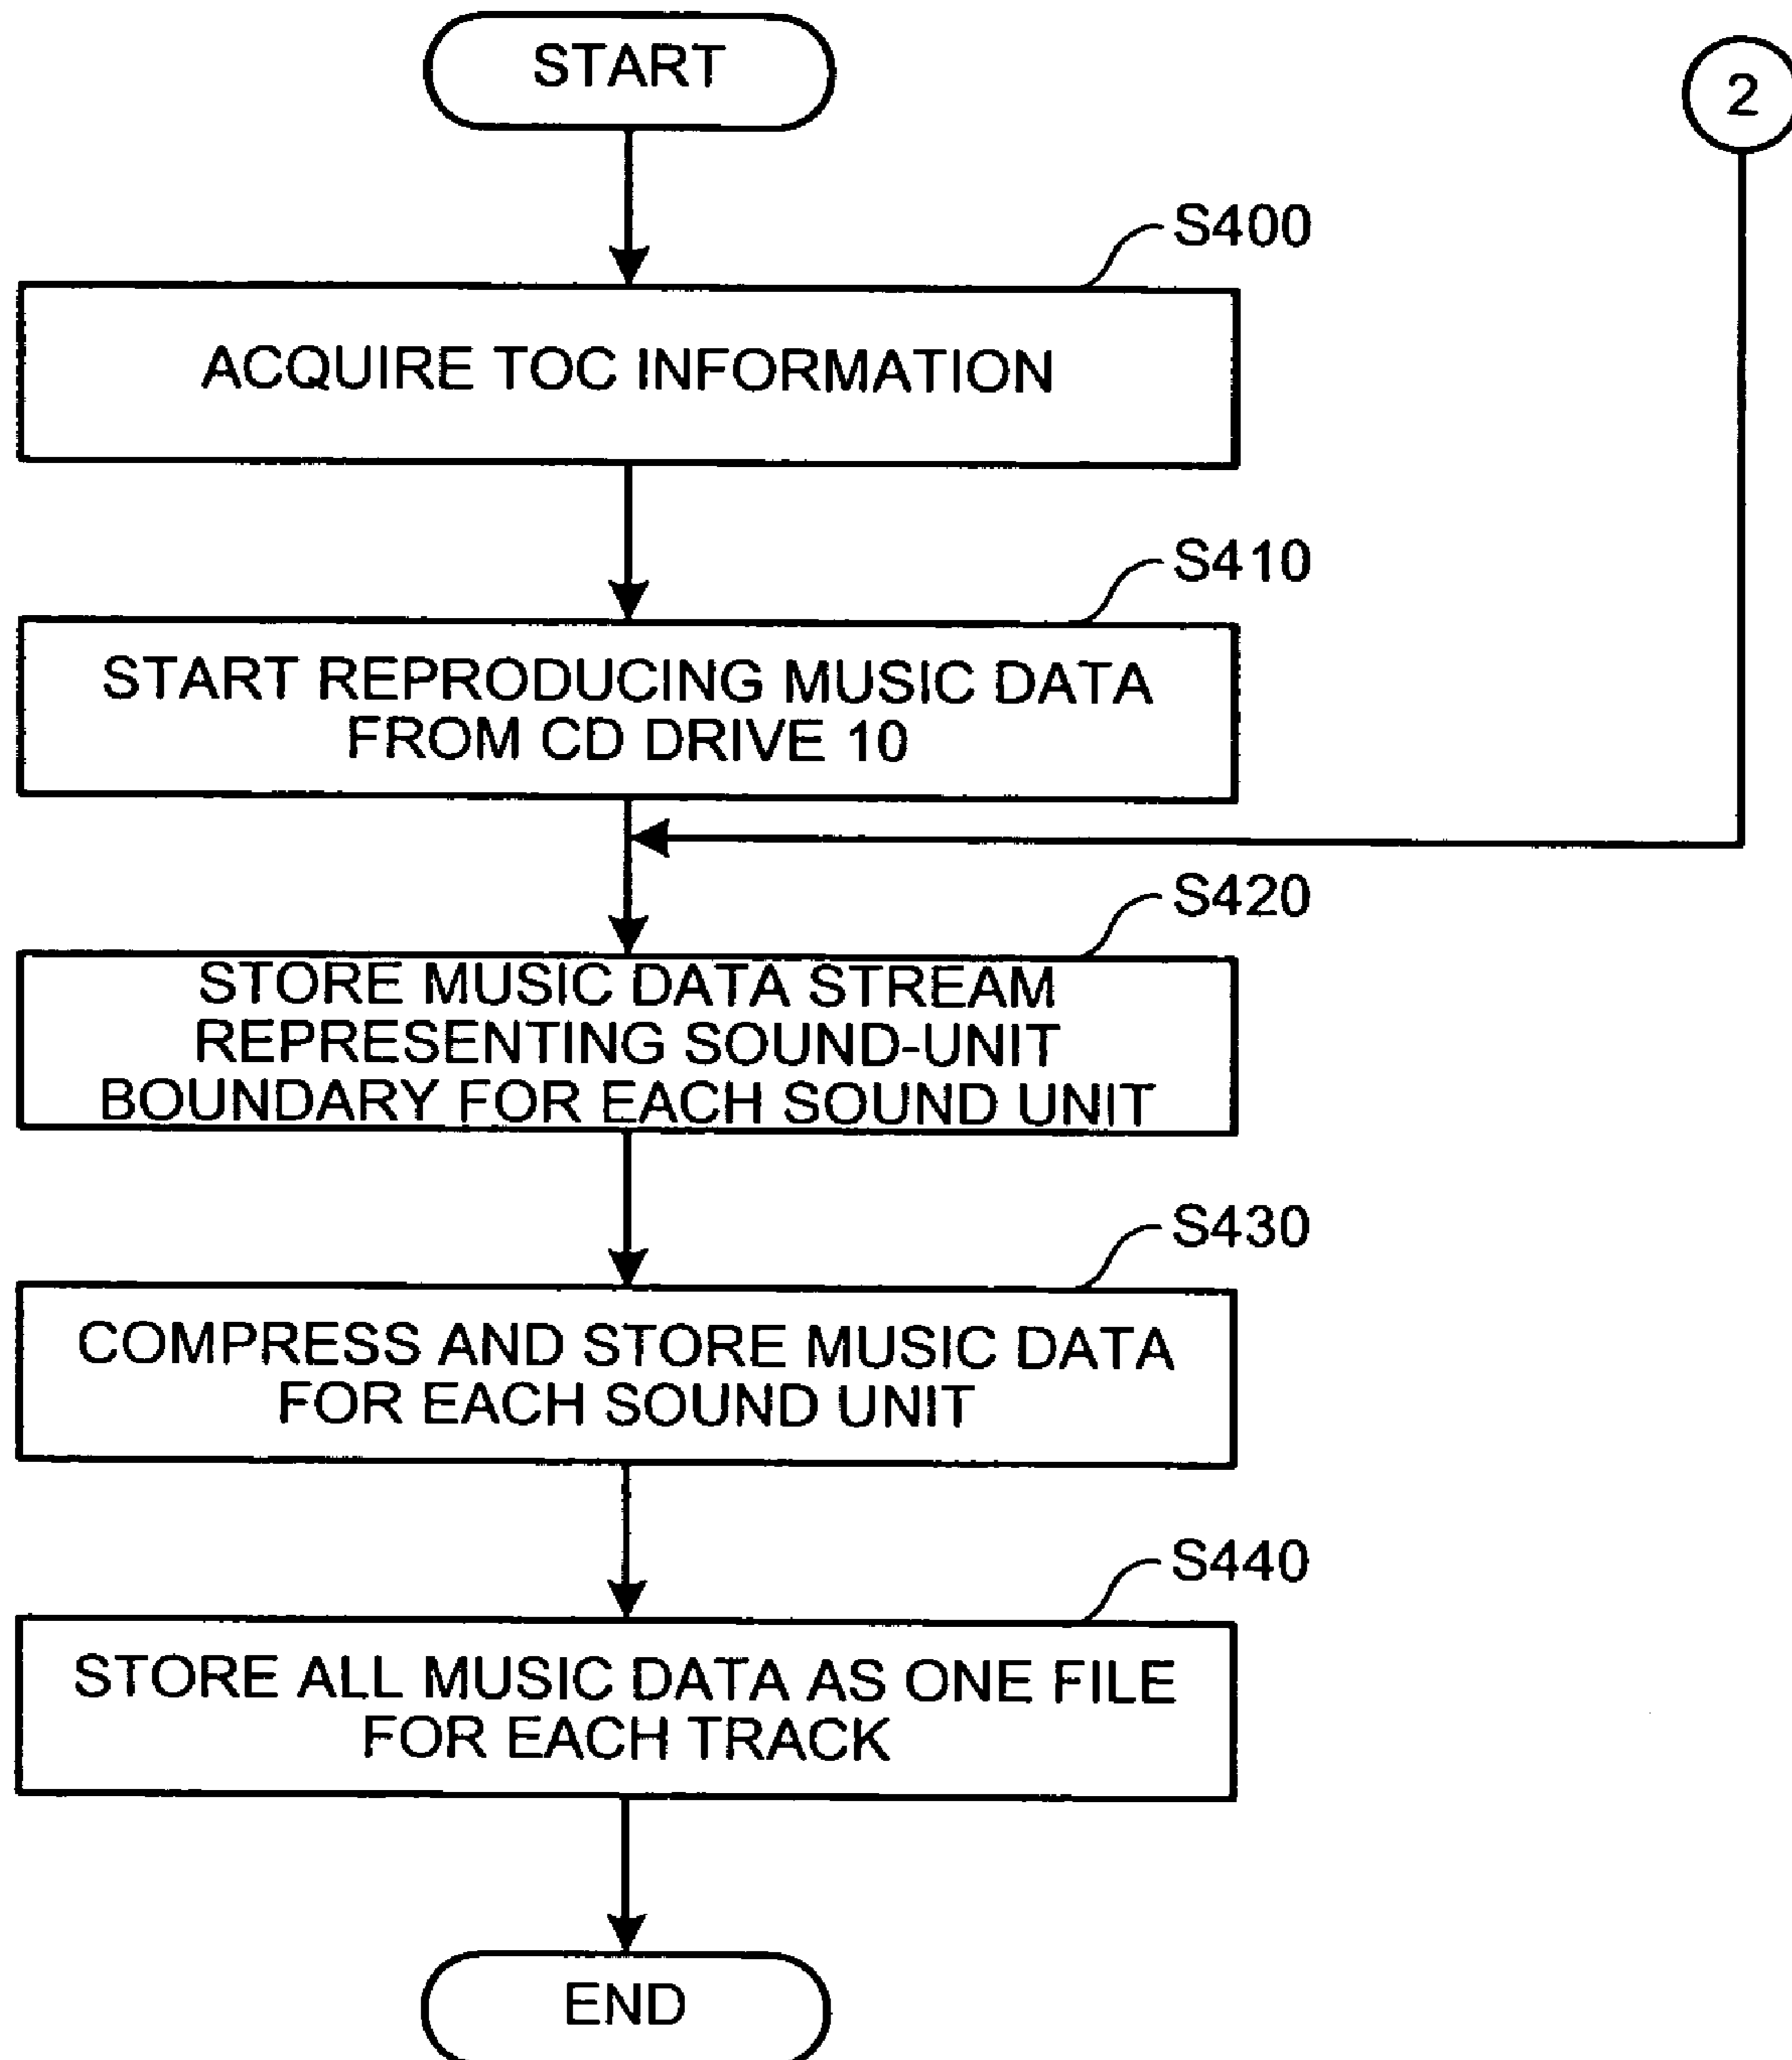 START
2
S400
ACQUIRE TOC INFORMATION
S410
START REPRODUCING MUSIC DATA
FROM CD DRIVE 10
S420
STORE MUSIC DATA STREAM
REPRESENTING SOUND-UNIT
BOUNDARY FOR EACH SOUND UNIT
S430
COMPRESS AND STORE MUSIC DATA
FOR EACH SOUND UNIT
S440
STORE ALL MUSIC DATA AS ONE FILE
FOR EACH TRACK
END